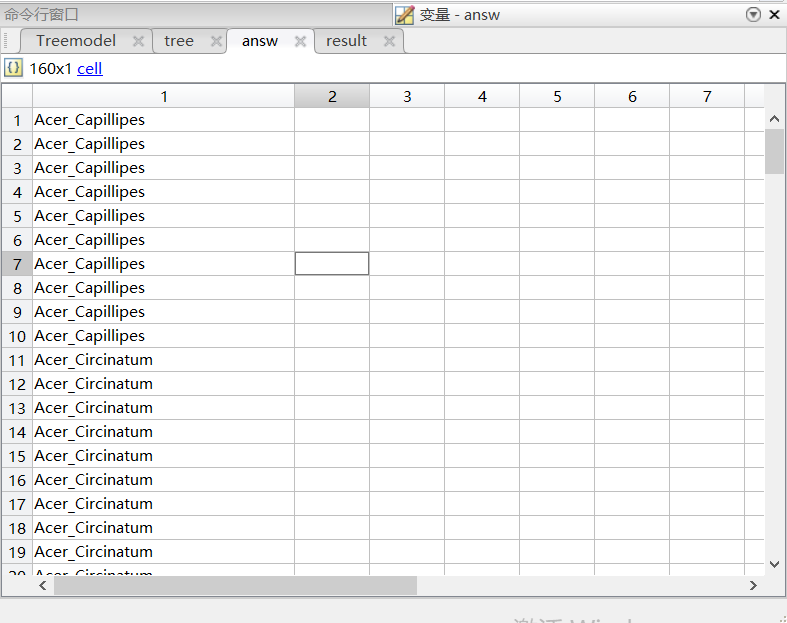 命令行窗口 变量 - answ
Treemodel tree answ result
160x1 cell
1 2 3 4 5 6 7
1 Acer_Capillipes
2 Acer_Capillipes
3 Acer_Capillipes
4 Acer_Capillipes
5 Acer_Capillipes
6 Acer_Capillipes
7 Acer_Capillipes
8 Acer_Capillipes
9 Acer_Capillipes
10 Acer_Capillipes
11 Acer_Circinatum
12 Acer_Circinatum
13 Acer_Circinatum
14 Acer_Circinatum
15 Acer_Circinatum
16 Acer_Circinatum
17 Acer_Circinatum
18 Acer_Circinatum
19 Acer_Circinatum
20 Acer_Circinatum